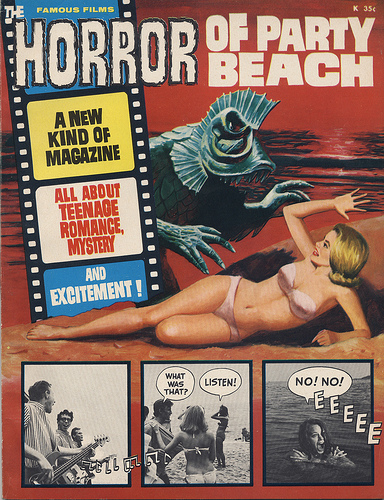 FAMOUS FILMS
K 35¢
THE
HORROR OF PARTY
BEACH
A NEW
KIND OF
MAGAZINE
ALL ABOUT
TEENAGE
ROMANCE,
MYSTERY
AND
EXCITEMENT!
WHAT
WAS
THAT?
LISTEN!
NO! NO!
EEEEE